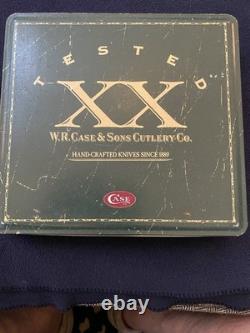 TESTED
XX
W.R. CASE & SONS CUTLERY CO.
HAND-CRAFTED KNIVES SINCE 1889
CASE